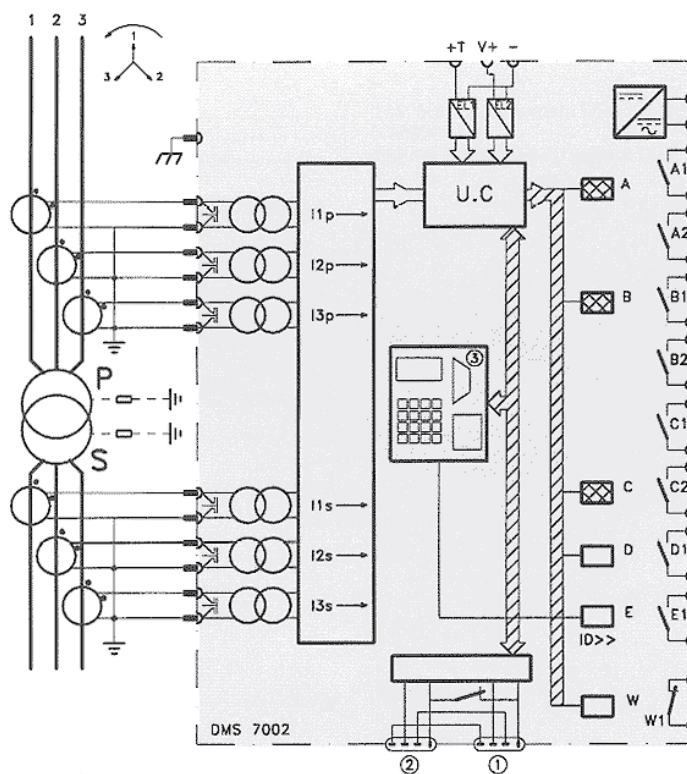 1 2 3
1
3 2
+T V+ -
EL1 EL2
U.C
A
A1
A2
I1p
I2p
I3p
B
B1
B2
3
P
S
C1
C
C2
I1s
I2s
I3s
D
D1
E
E1
ID>>
W
W1
DMS 7002
2 1